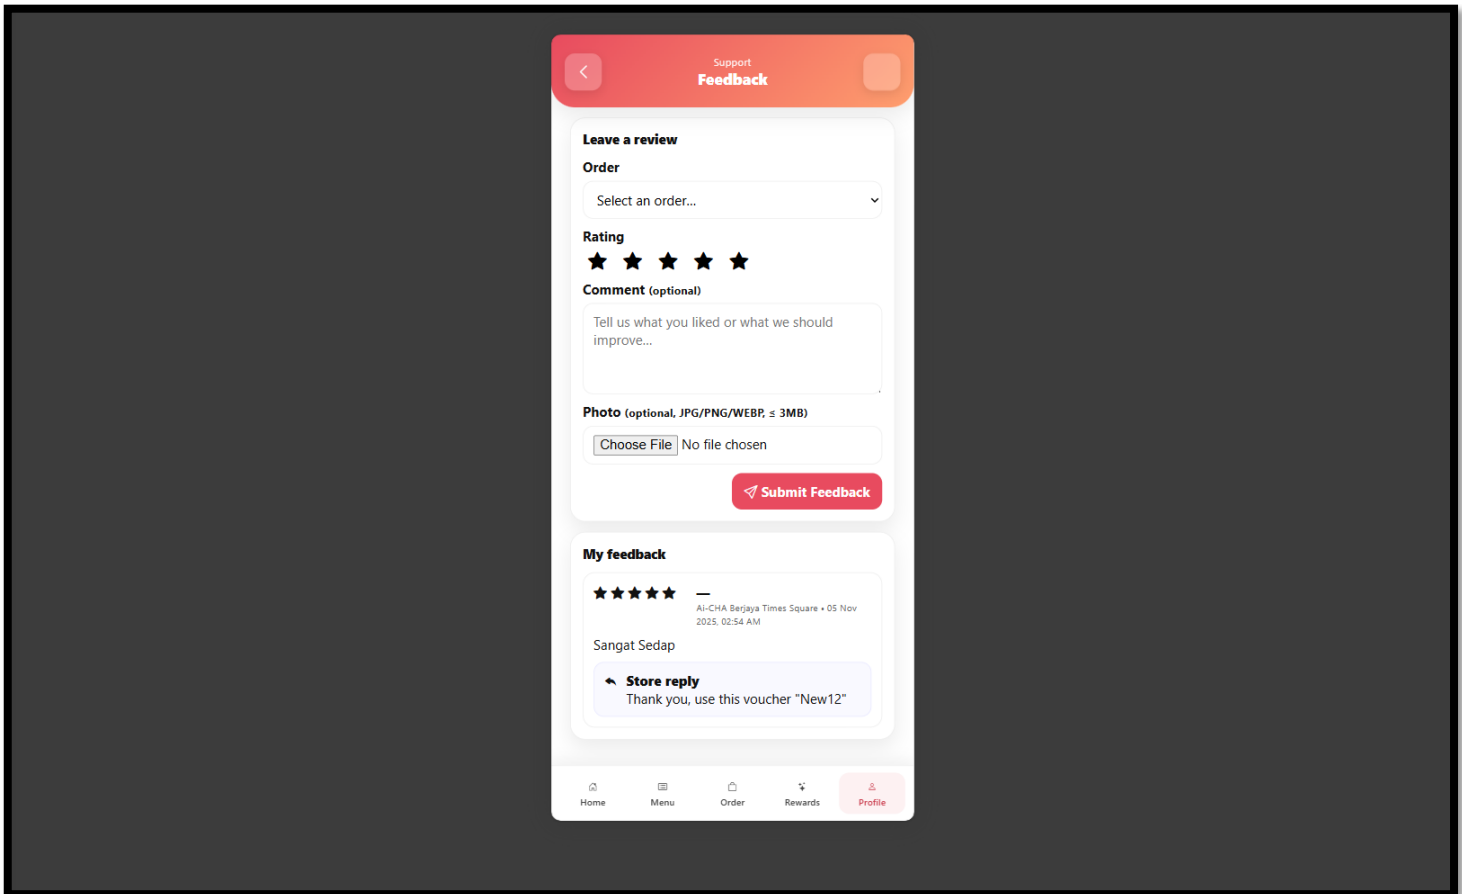 Support
Feedback
Leave a review
Order
Select an order...
Rating
Comment (optional)
Tell us what you liked or what we should
improve...
Photo (optional, JPG/PNG/WEBP, ≤ 3MB)
Choose File No file chosen
Submit Feedback
My feedback
—
Ai-CHA Berjaya Times Square • 05 Nov
2025, 02:54 AM
Sangat Sedap
Store reply
Thank you, use this voucher "New12"
Home Menu Order Rewards Profile